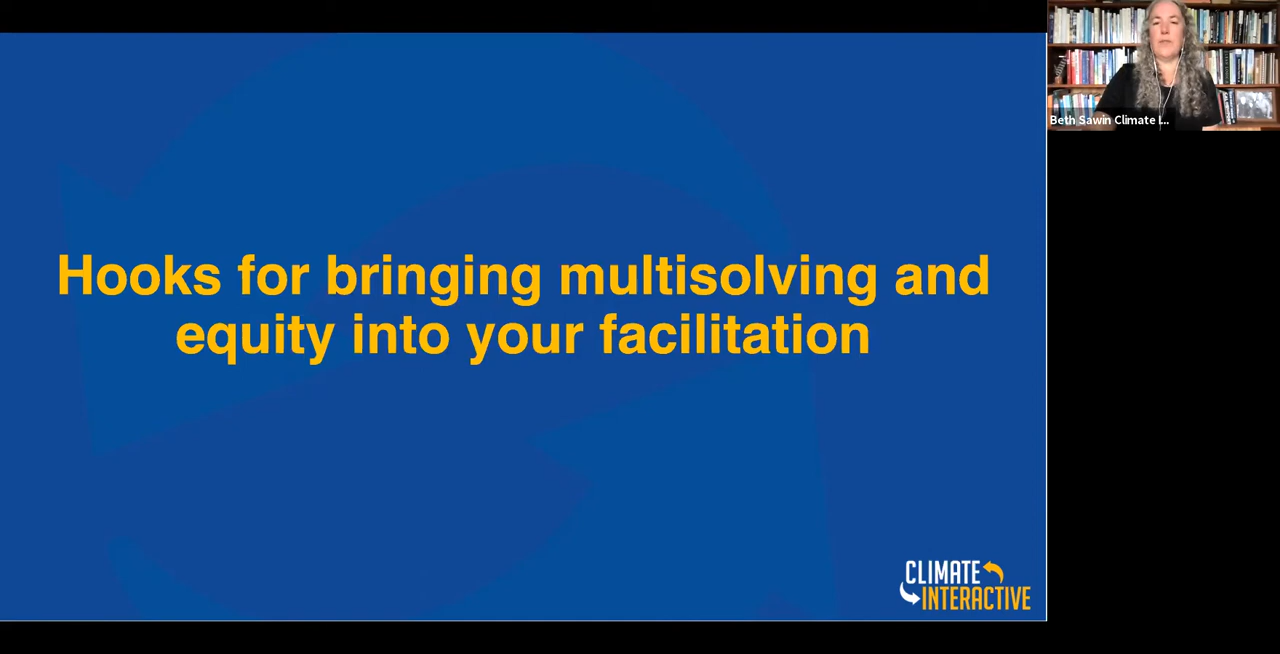 Beth Sawin Climate I...
Hooks for bringing multisolving and
equity into your facilitation
CLIMATE
INTERACTIVE